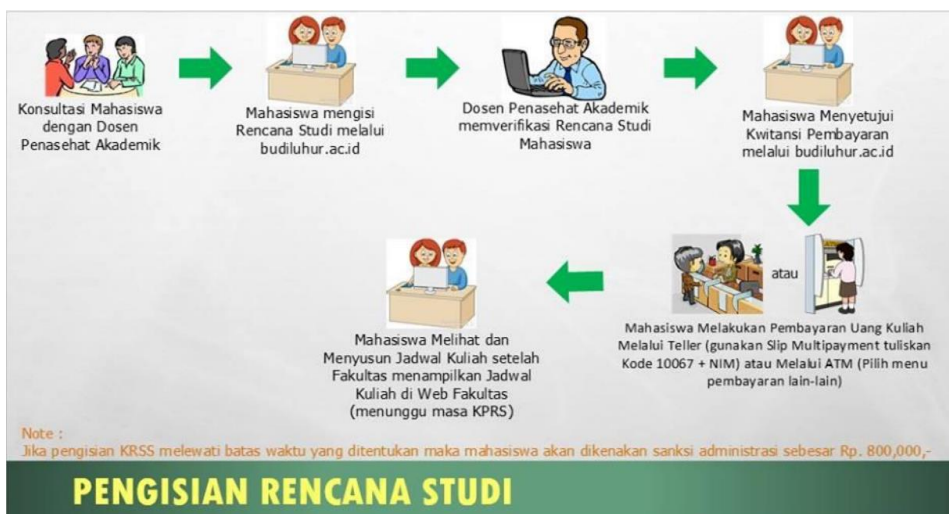 Konsultasi Mahasiswa
dengan Dosen
Penasehat Akademik
Mahasiswa mengisi
Rencana Studi melalui
budiluhur.ac.id
Dosen Penasehat Akademik
memverifikasi Rencana Studi
Mahasiswa
Mahasiswa Menyetujui
Kwitansi Pembayaran
melalui budiluhur.ac.id
atau
Mahasiswa Melakukan Pembayaran Uang Kuliah
Melalui Teller (gunakan Slip Multipayment tuliskan
Kode 10067 + NIM) atau Melalui ATM (Pilih menu
pembayaran lain-lain)
Mahasiswa Melihat dan
Menyusun Jadwal Kuliah setelah
Fakultas menampilkan Jadwal
Kuliah di Web Fakultas
(menunggu masa KPRS)
Note :
Jika pengisian KRSS melewati batas waktu yang ditentukan maka mahasiswa akan dikenakan sanksi administrasi sebesar Rp. 800,000,-
PENGISIAN RENCANA STUDI